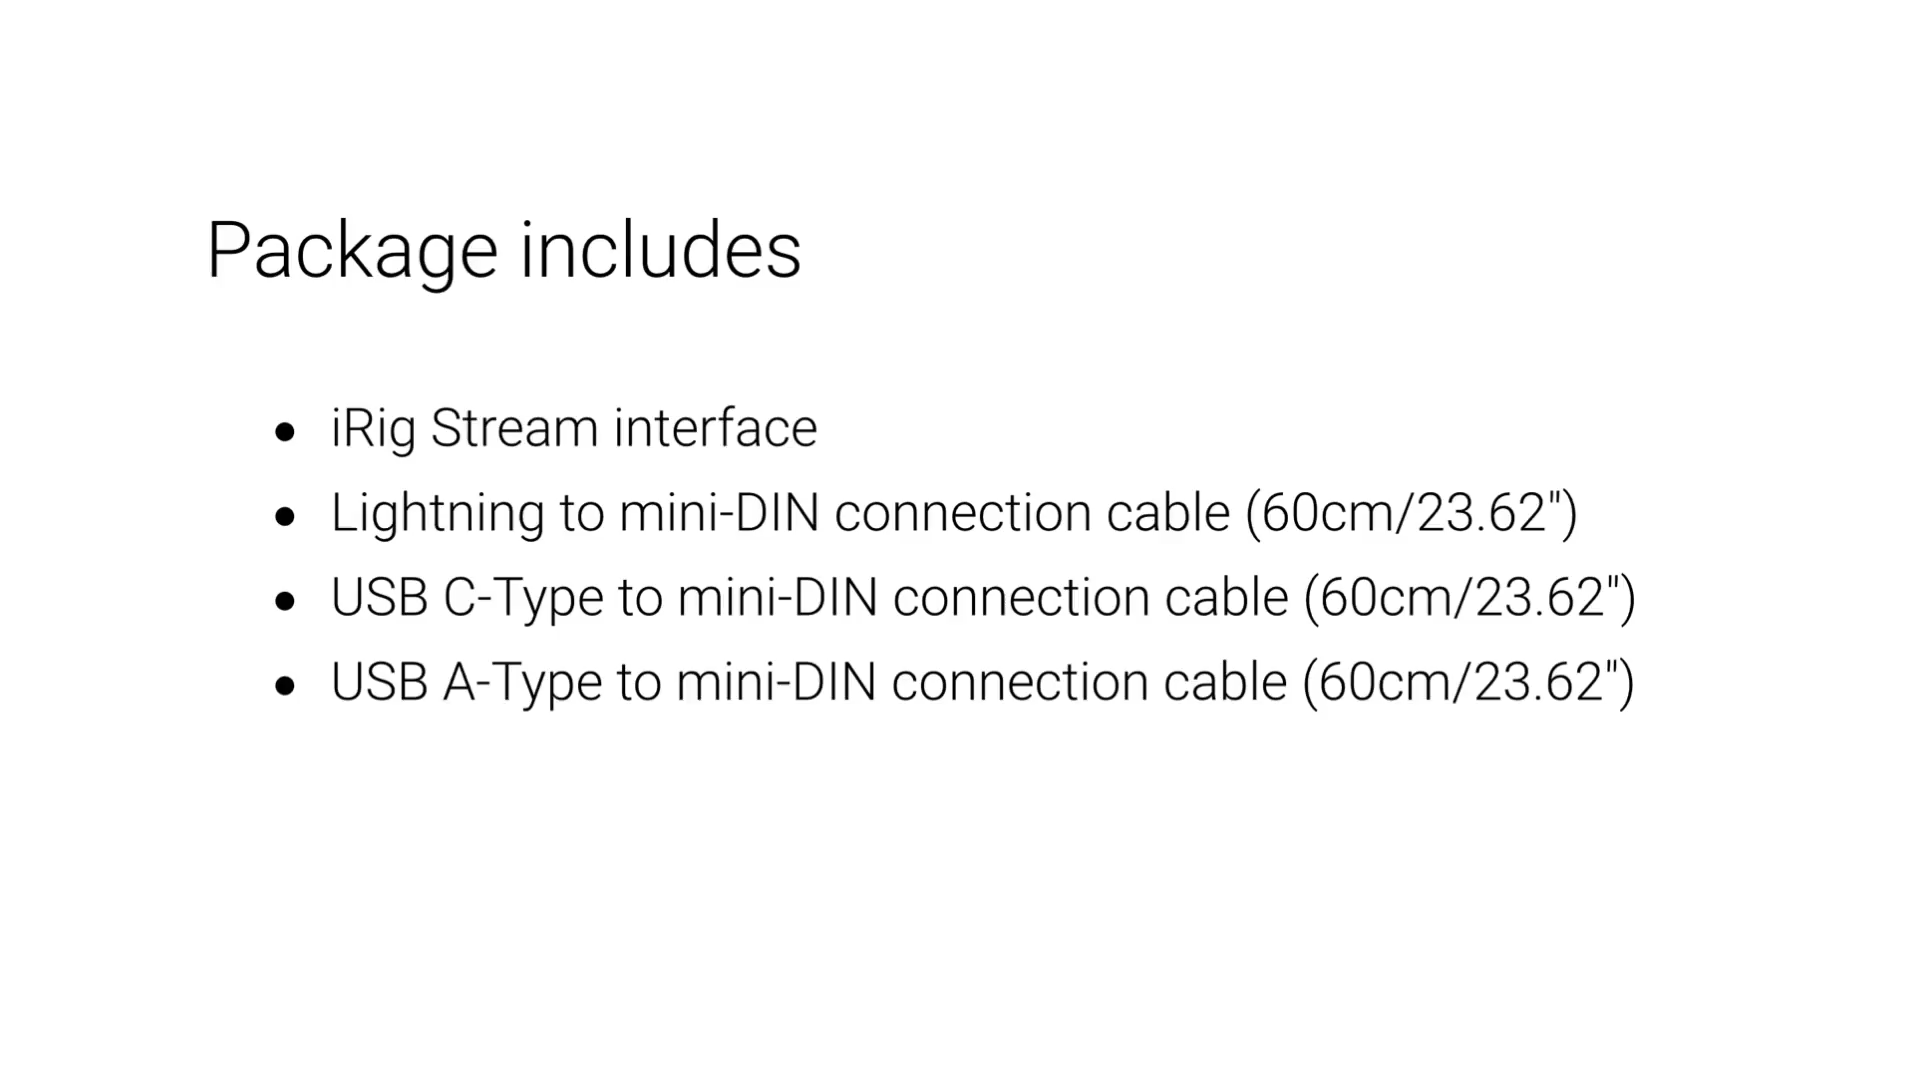 Package includes
● iRig Stream interface
● Lightning to mini-DIN connection cable (60cm/23.62")
● USB C-Type to mini-DIN connection cable (60cm/23.62")
● USB A-Type to mini-DIN connection cable (60cm/23.62")